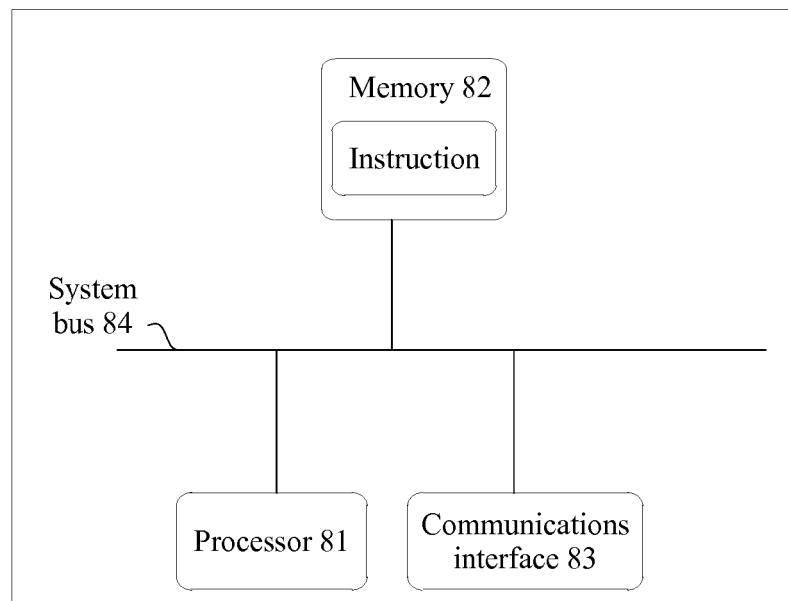 Memory 82
Instruction
System
bus 84
Processor 81
Communications
interface 83